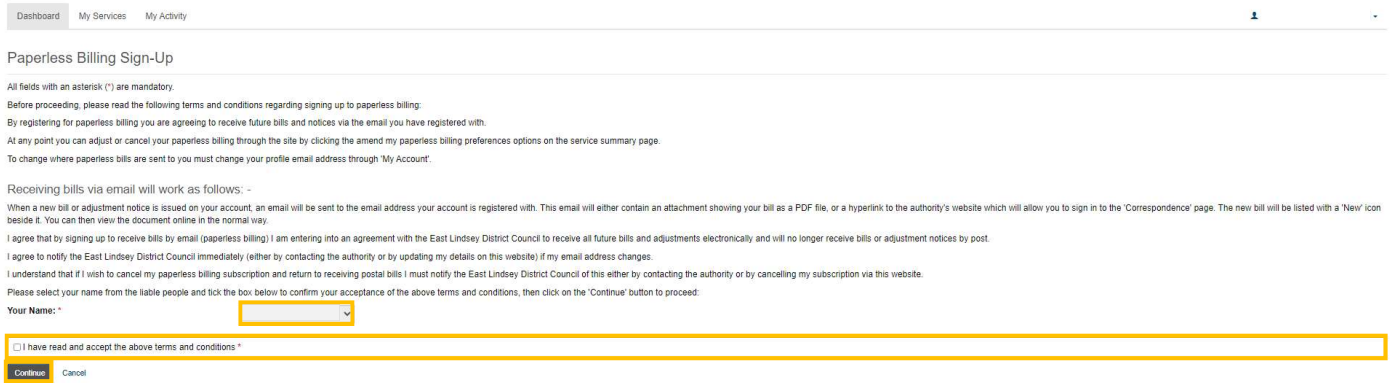 Dashboard My Services My Activity
Paperless Billing Sign-Up
All fields with an asterisk (*) are mandatory.
Before proceeding, please read the following terms and conditions regarding signing up to paperless billing:
By registering for paperless billing you are agreeing to receive future bills and notices via the email you have registered with.
At any point you can adjust or cancel your paperless billing through the site by clicking the amend my paperless billing preferences options on the service summary page.
To change where paperless bills are sent to you must change your profile email address through 'My Account'.
Receiving bills via email will work as follows: -
When a new bill or adjustment notice is issued on your account, an email will be sent to the email address your account is registered with. This email will either contain an attachment showing your bill as a PDF file, or a hyperlink to the authority's website which will allow you to sign in to the 'Correspondence' page. The new bill will be listed with a 'New' icon
beside it. You can then view the document online in the normal way.
I agree that by signing up to receive bills by email (paperless billing) I am entering into an agreement with the East Lindsey District Council to receive all future bills and adjustments electronically and will no longer receive bills or adjustment notices by post.
I agree to notify the East Lindsey District Council immediately (either by contacting the authority or by updating my details on this website) if my email address changes.
I understand that if I wish to cancel my paperless billing subscription and return to receiving postal bills I must notify the East Lindsey District Council of this either by contacting the authority or by cancelling my subscription via this website.
Please select your name from the liable people and tick the box below to confirm your acceptance of the above terms and conditions, then click on the 'Continue' button to proceed:
Your Name: *
I have read and accept the above terms and conditions *
Continue Cancel